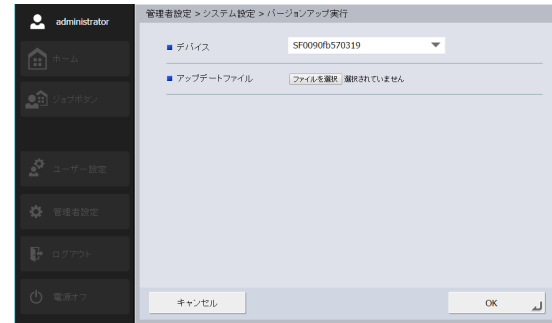 administrator
管理者設定 > システム設定 > バージョンアップ実行
ホーム
ジョブボタン
ユーザー設定
管理者設定
ログアウト
電源オフ
デバイス
SF0090fb570319
アップデートファイル
ファイルを選択 選択されていません
キャンセル
OK